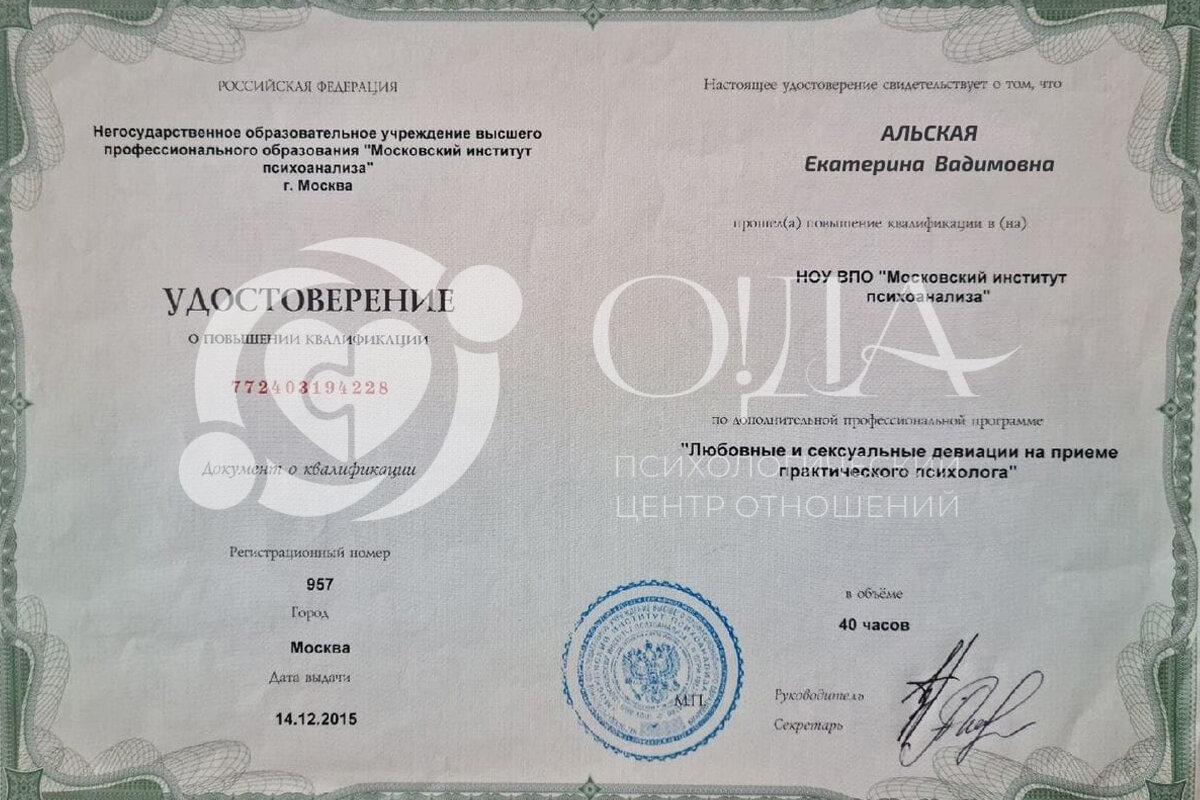 РОССИЙСКАЯ ФЕДЕРАЦИЯ
Негосударственное образовательное учреждение высшего
профессионального образования "Московский институт
психоанализа"
г. Москва
УДОСТОВЕРЕНИЕ
О ПОВЫШЕНИИ КВАЛИФИКАЦИИ
772403194228
Документ о квалификации
Регистрационный номер
957
Город
Москва
Дата выдачи
14.12.2015
Настоящее удостоверение свидетельствует о том, что
АЛЬСКАЯ
Екатерина Вадимовна
прошел(а) повышение квалификации в (на)
НОУ ВПО "Московский институт
психоанализа"
О!ДА
по дополнительной профессиональной программе
"Любовные и сексуальные девиации на приеме
практического психолога"
ПСИХОЛОГИЧЕСКИЙ
ЦЕНТР ОТНОШЕНИЙ
в объёме
40 часов
М.П.
Руководитель
Секретарь